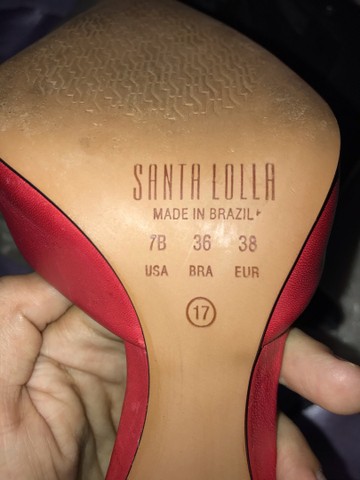 SANTA LOLLA
MADE IN BRAZIL
7B 36 38
USA BRA EUR
17